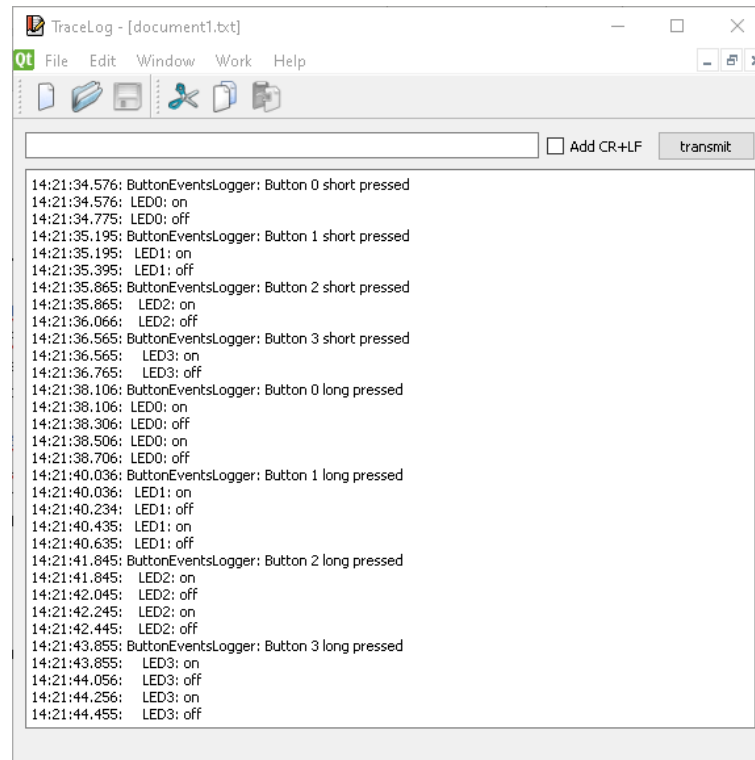 TraceLog - [document1.txt]
Qt File Edit Window Work Help
Add CR+LF transmit
14:21:34.576: ButtonEventsLogger: Button 0 short pressed
14:21:34.576: LED0: on
14:21:34.775: LED0: off
14:21:35.195: ButtonEventsLogger: Button 1 short pressed
14:21:35.195: LED1: on
14:21:35.395: LED1: off
14:21:35.865: ButtonEventsLogger: Button 2 short pressed
14:21:35.865: LED2: on
14:21:36.066: LED2: off
14:21:36.565: ButtonEventsLogger: Button 3 short pressed
14:21:36.565: LED3: on
14:21:36.765: LED3: off
14:21:38.106: ButtonEventsLogger: Button 0 long pressed
14:21:38.106: LED0: on
14:21:38.306: LED0: off
14:21:38.506: LED0: on
14:21:38.706: LED0: off
14:21:40.036: ButtonEventsLogger: Button 1 long pressed
14:21:40.036: LED1: on
14:21:40.234: LED1: off
14:21:40.435: LED1: on
14:21:40.635: LED1: off
14:21:41.845: ButtonEventsLogger: Button 2 long pressed
14:21:41.845: LED2: on
14:21:42.045: LED2: off
14:21:42.245: LED2: on
14:21:42.445: LED2: off
14:21:43.855: ButtonEventsLogger: Button 3 long pressed
14:21:43.855: LED3: on
14:21:44.056: LED3: off
14:21:44.256: LED3: on
14:21:44.455: LED3: off